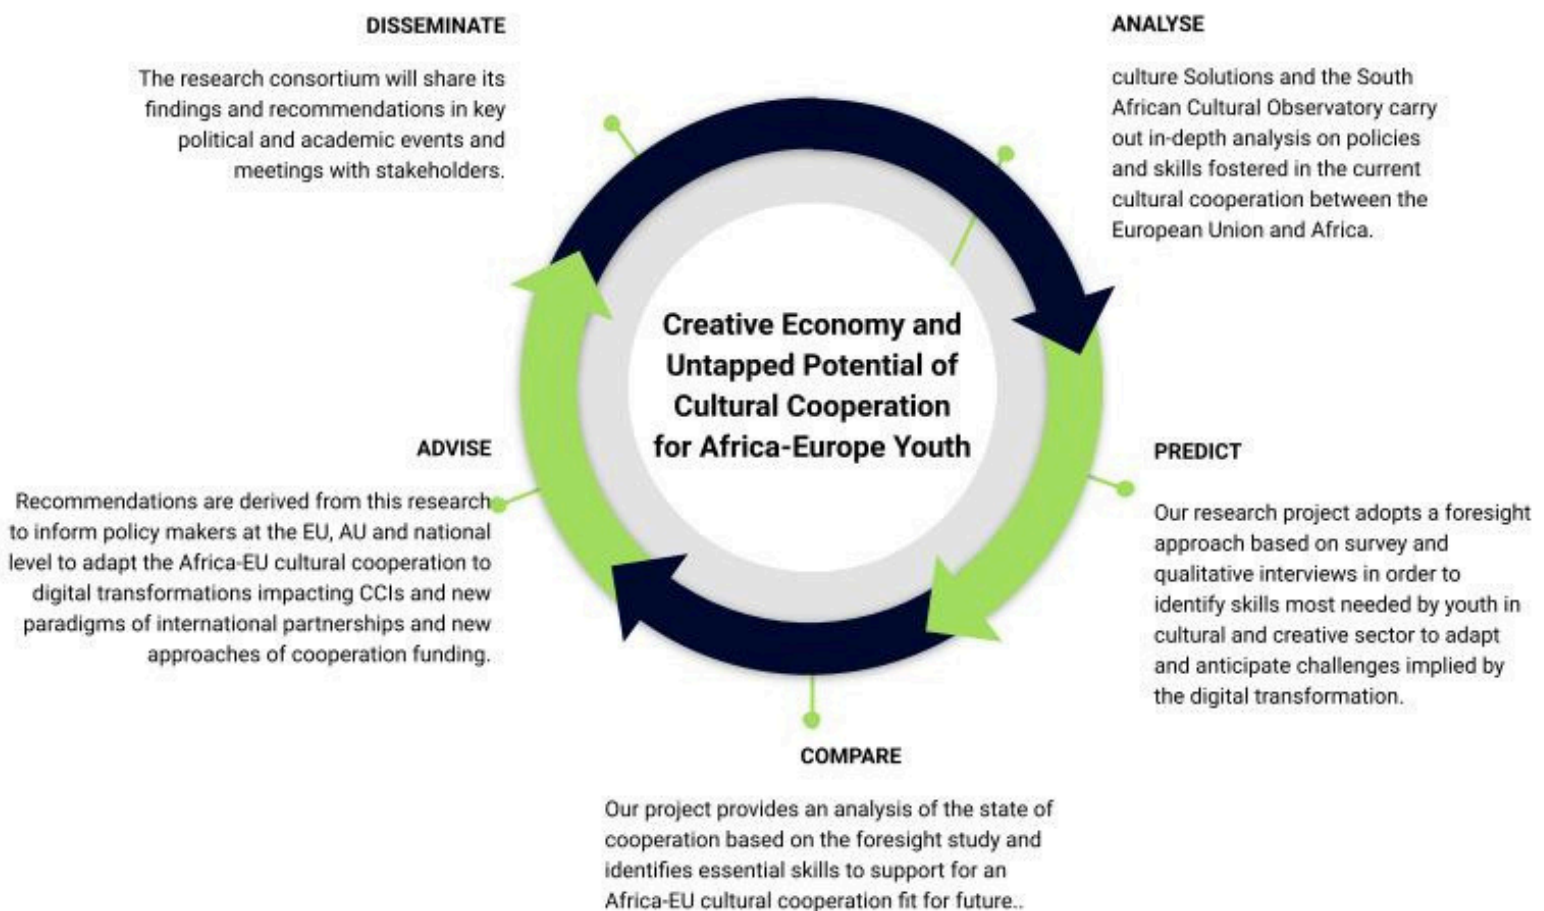 DISSEMINATE
The research consortium will share its
findings and recommendations in key
political and academic events and
meetings with stakeholders.
ANALYSE
culture Solutions and the South
African Cultural Observatory carry
out in-depth analysis on policies
and skills fostered in the current
cultural cooperation between the
European Union and Africa.
Creative Economy and
Untapped Potential of
Cultural Cooperation
for Africa-Europe Youth
ADVISE
Recommendations are derived from this research
to inform policy makers at the EU, AU and national
level to adapt the Africa-EU cultural cooperation to
digital transformations impacting CCIs and new
paradigms of international partnerships and new
approaches of cooperation funding.
PREDICT
Our research project adopts a foresight
approach based on survey and
qualitative interviews in order to
identify skills most needed by youth in
cultural and creative sector to adapt
and anticipate challenges implied by
the digital transformation.
COMPARE
Our project provides an analysis of the state of
cooperation based on the foresight study and
identifies essential skills to support for an
Africa-EU cultural cooperation fit for future..